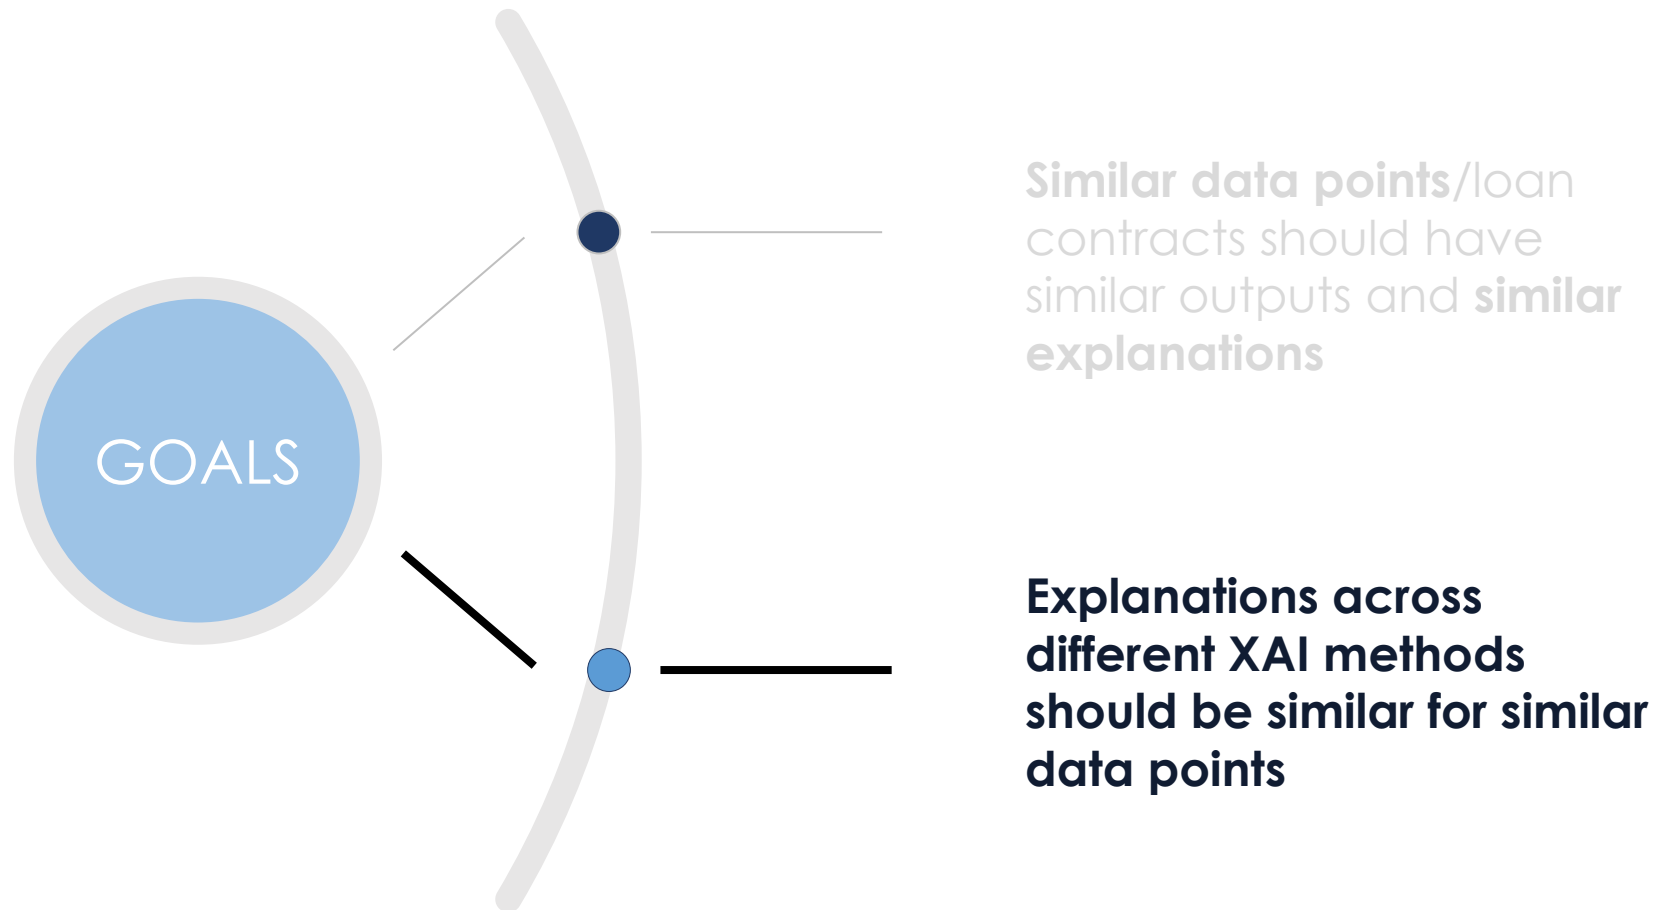 GOALS
Similar data points/loan
contracts should have
similar outputs and similar
explanations
Explanations across
different XAI methods
should be similar for similar
data points